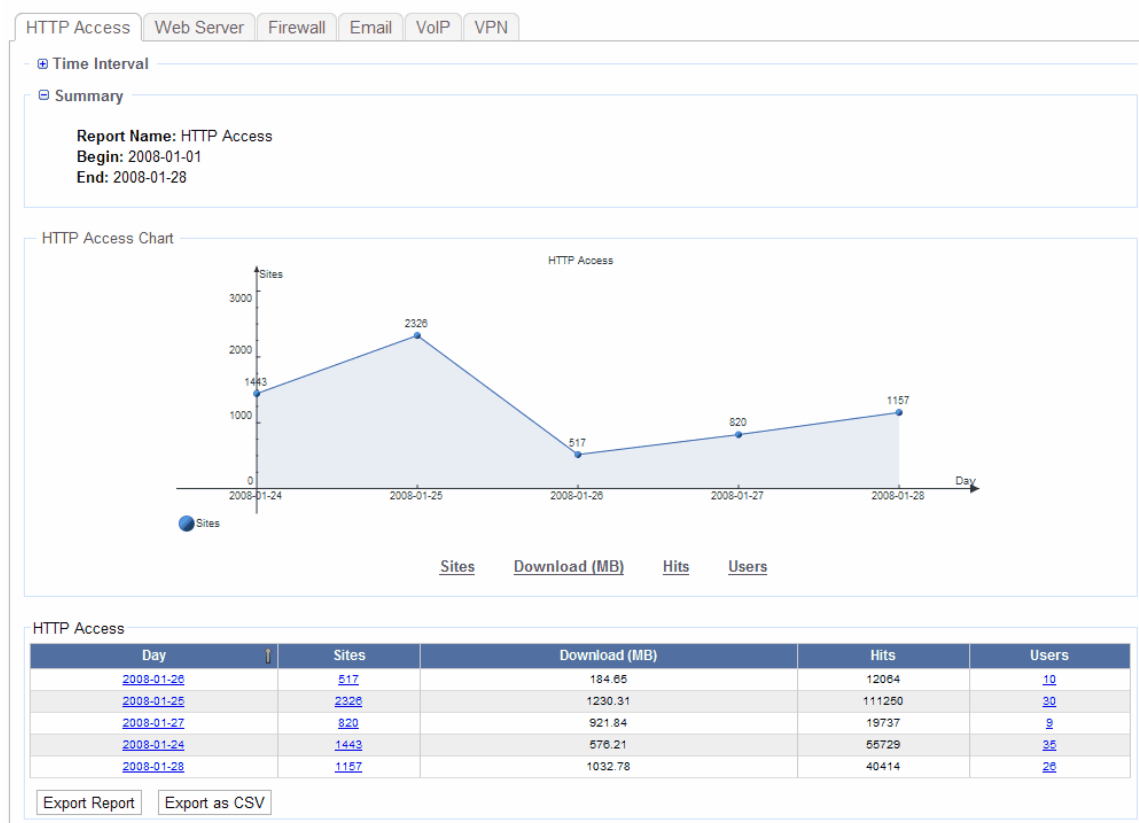 HTTP Access Web Server Firewall Email VoIP VPN
Time Interval
Summary
Report Name: HTTP Access
Begin: 2008-01-01
End: 2008-01-28
HTTP Access Chart
HTTP Access
Sites
3000
2326
2000
1443
1157
1000
820
517
0
Day
2008-01-24 2008-01-25 2008-01-26 2008-01-27 2008-01-28
Sites
Sites Download (MB) Hits Users
HTTP Access
Day Sites Download (MB) Hits Users
2008-01-26 517 184.65 12064 10
2008-01-25 2326 1230.31 111250 30
2008-01-27 820 921.84 19737 9
2008-01-24 1443 576.21 55729 35
2008-01-28 1157 1032.78 40414 26
Export Report Export as CSV